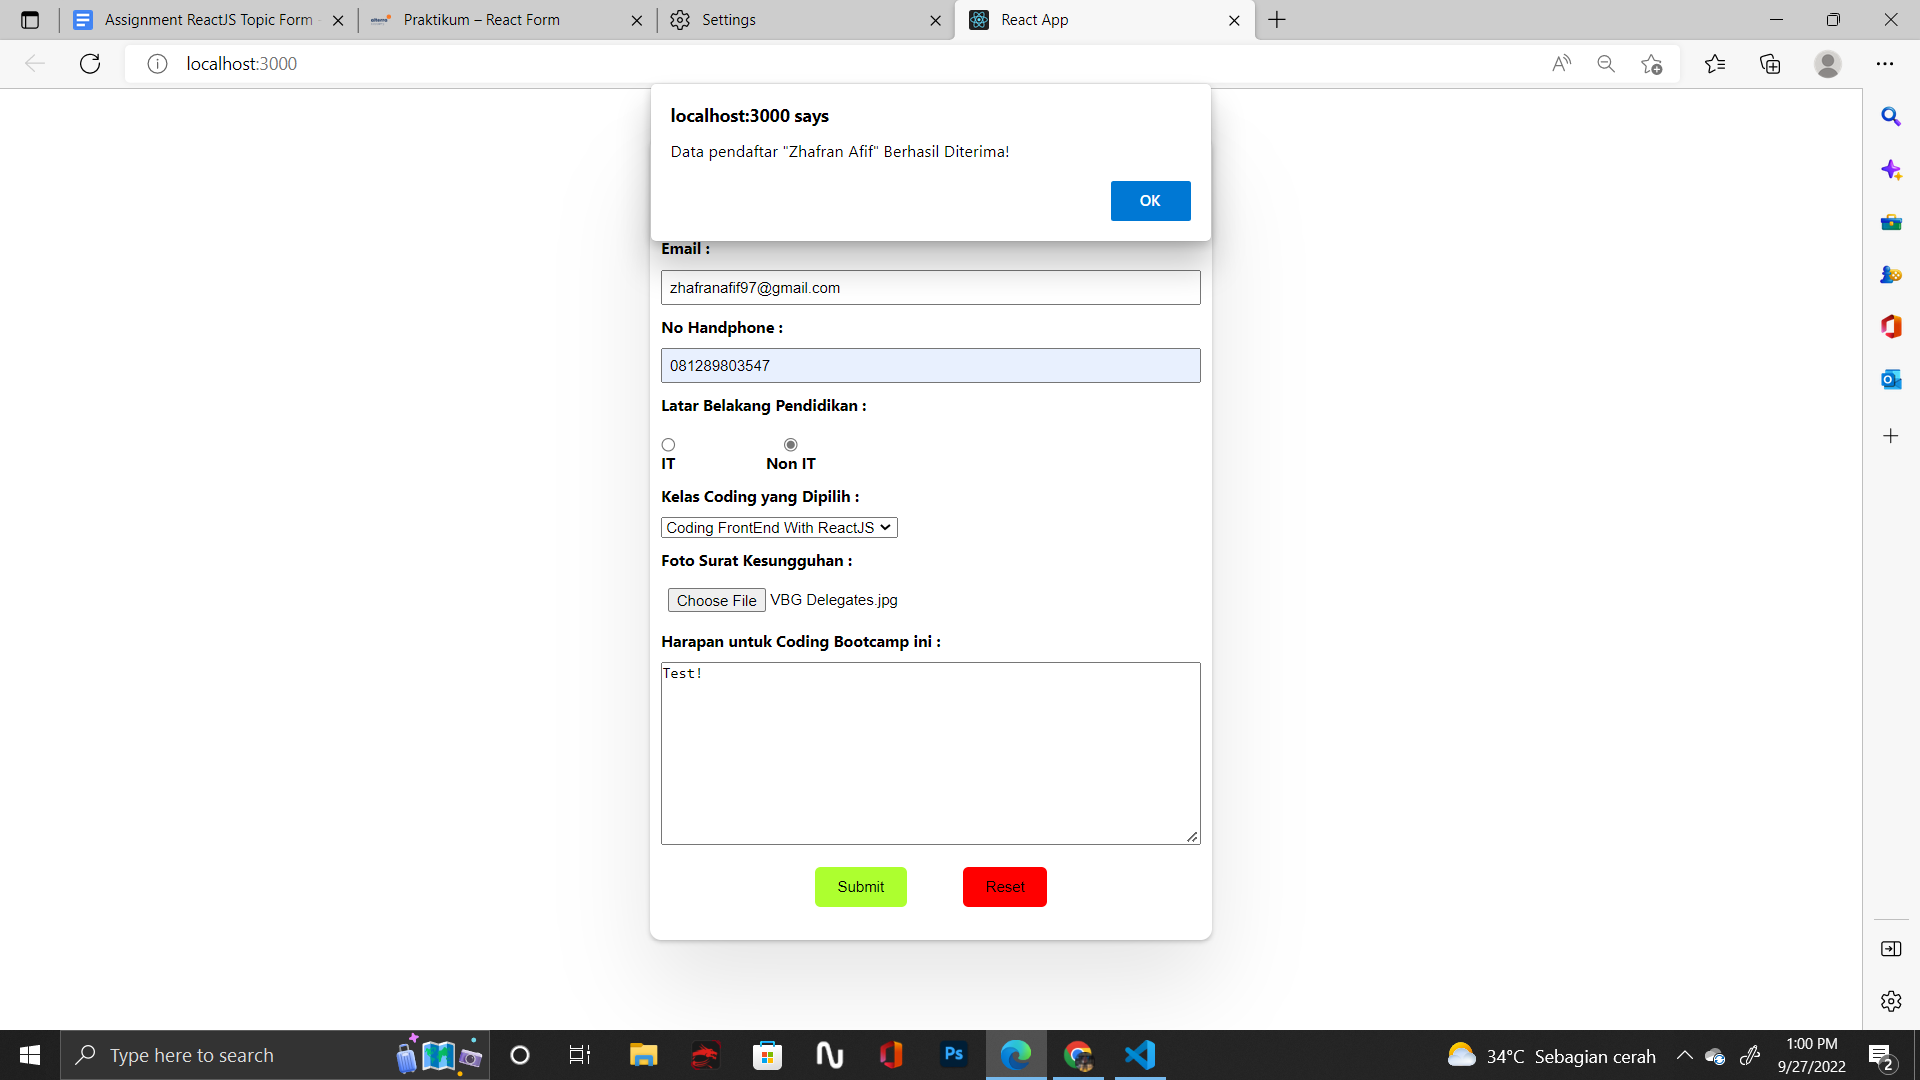 Assignment ReactJS Topic Form
Praktikum – React Form
Settings
React App
localhost:3000
localhost:3000 says
Data pendaftar "Zhafran Afif" Berhasil Diterima!
OK
Email :
zhafranafif97@gmail.com
No Handphone :
081289803547
Latar Belakang Pendidikan :
IT
Non IT
Kelas Coding yang Dipilih :
Coding FrontEnd With ReactJS
Foto Surat Kesungguhan :
Choose File VBG Delegates.jpg
Harapan untuk Coding Bootcamp ini :
Test!
Submit
Reset
Type here to search
Ps
34°C Sebagian cerah
1:00 PM
9/27/2022
2